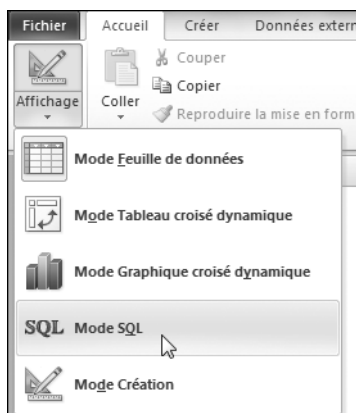 Fichier Accueil Créer Données extern
Couper
Copier
Affichage Coller
Reproduire la mise en form
Mode Feuille de données
Mode Tableau croisé dynamique
Mode Graphique croisé dynamique
SQL Mode SQL
Mode Création